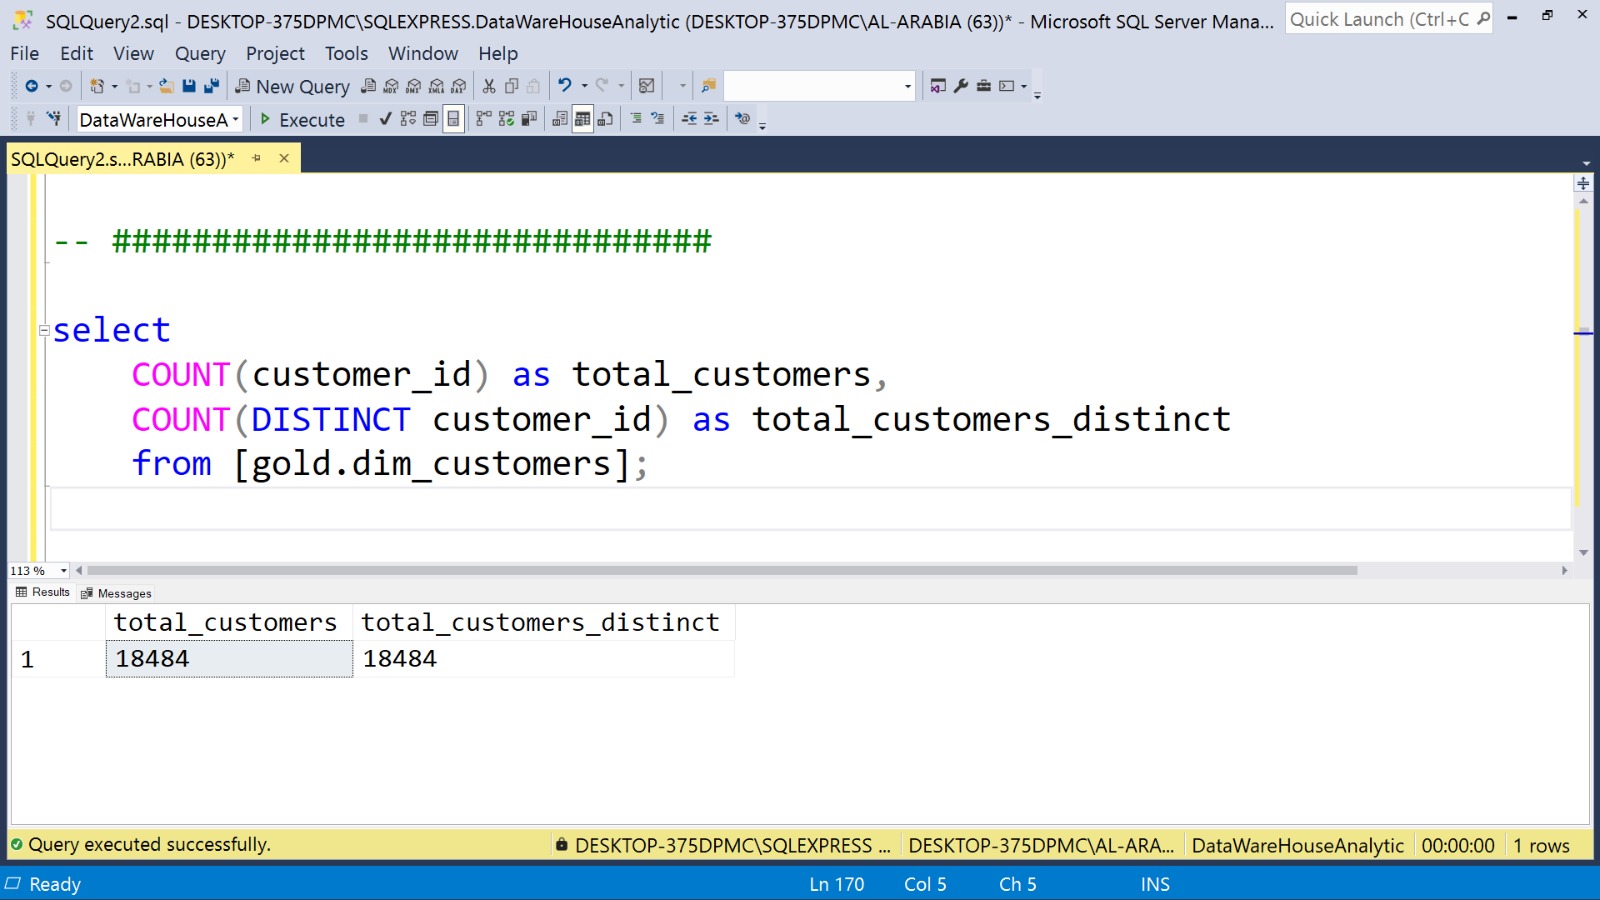 SQLQuery2.sql - DESKTOP-375DPMC\SQLEXPRESS.DataWareHouseAnalytic (DESKTOP-375DPMC\AL-ARABIA (63))* - Microsoft SQL Server Mana...
Quick Launch (Ctrl+C
File Edit View Query Project Tools Window Help
New Query
DataWareHouseA
Execute
SQLQuery2.s...RABIA (63))*
-- ##############################
select
COUNT(customer_id) as total_customers,
COUNT(DISTINCT customer_id) as total_customers_distinct
from [gold.dim_customers];
113 %
Results Messages
total_customers total_customers_distinct
1 18484 18484
Query executed successfully. DESKTOP-375DPMC\SQLEXPRESS ... DESKTOP-375DPMC\AL-ARA... DataWareHouseAnalytic 00:00:00 1 rows
Ready Ln 170 Col 5 Ch 5 INS